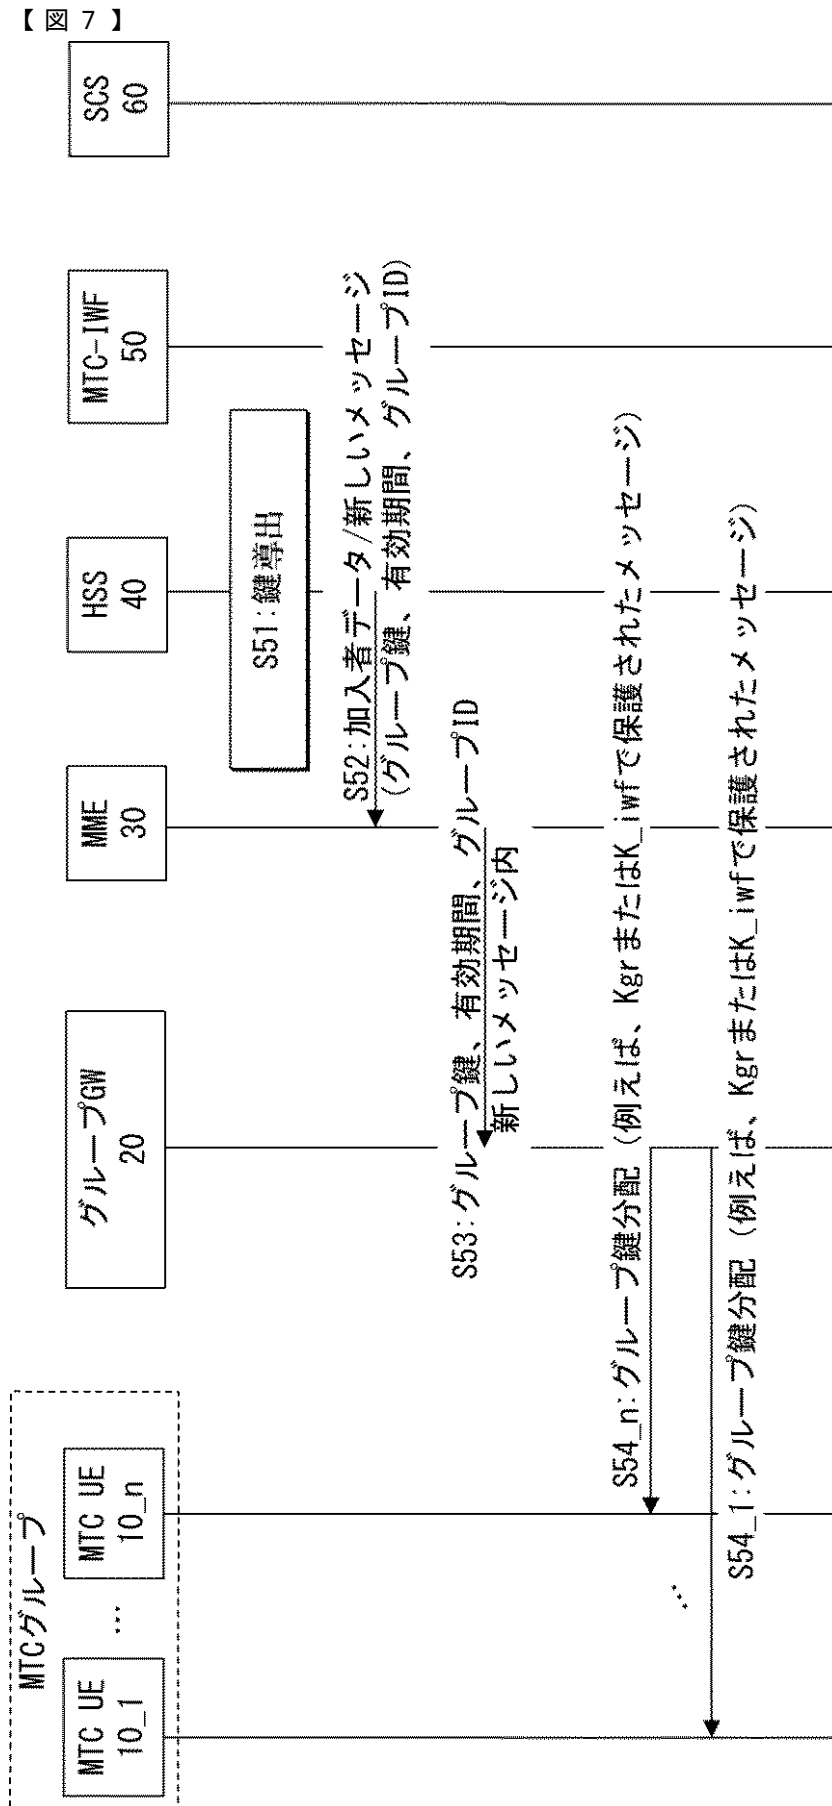 【図７】
MTCグループ
MTC UE
10_1
...
MTC UE
10_n
グループGW
20
MME
30
HSS
40
MTC-IWF
50
SCS
60
S51:鍵導出
S52:加入者データ/新しいメッセージ
(グループ鍵、有効期間、グループID)
S53:グループ鍵、有効期間、グループID
新しいメッセージ内
S54_n:グループ鍵分配 (例えば、KgrまたはK_iwfで保護されたメッセージ)
...
S54_1:グループ鍵分配 (例えば、KgrまたはK_iwfで保護されたメッセージ)